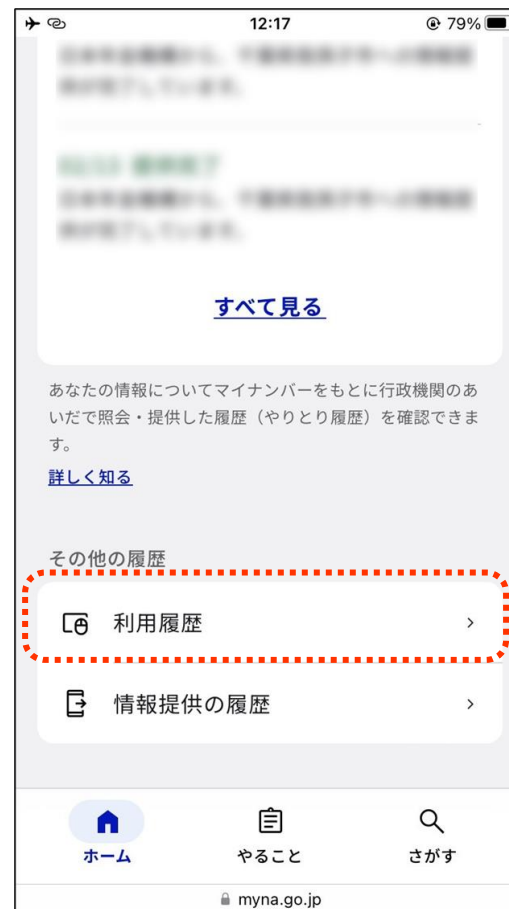 12:17
79%
すべて見る
あなたの情報についてマイナンバーをもとに行政機関のあ
いだで照会・提供した履歴（やりとり履歴）を確認できま
す。
詳しく知る
その他の履歴
利用履歴
情報提供の履歴
ホーム
やること
さがす
myna.go.jp